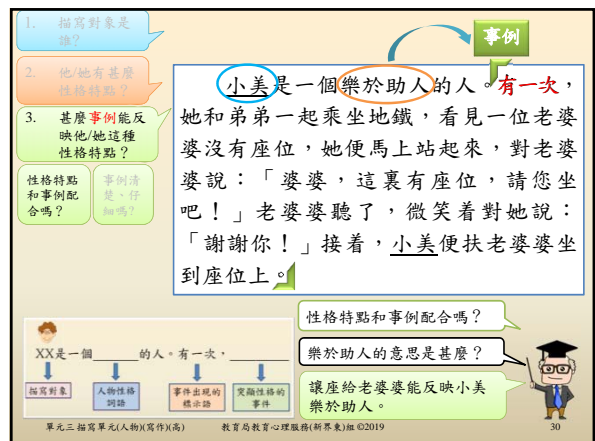 1. 描寫對象是
誰?
2. 他/她有甚麼
性格特點?
3. 甚麼事例能反
映他/她這種
性格特點?
性格特點
和事例配
合嗎?
事例清
楚、仔
細嗎?
事例
小美是一個樂於助人的人。有一次，
她和弟弟一起乘坐地鐵，看見一位老婆
婆沒有座位，她便馬上站起來，對老婆
婆說：「婆婆，這裏有座位，請您坐
吧！」老婆婆聽了，微笑着對她說：
「謝謝你！」接着，小美便扶老婆婆坐
到座位上。
XX是一個______的人。有一次，________
描寫對象
人物性格
詞語
事件出現的
標示語
突顯性格的
事件
性格特點和事例配合嗎？
樂於助人的意思是甚麼？
讓座給老婆婆能反映小美
樂於助人。
單元三描寫單元(人物)(寫作)(高) 教育局教育心理服務(新界東)組 ©2019 30